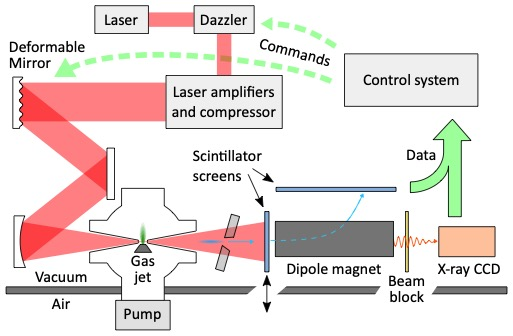 Laser
Dazzler
Deformable
Mirror
Commands
Control system
Laser amplifiers
and compressor
Scintillator
screens
Data
Gas
jet
Dipole magnet
X-ray CCD
Beam
block
Vacuum
Air
Pump